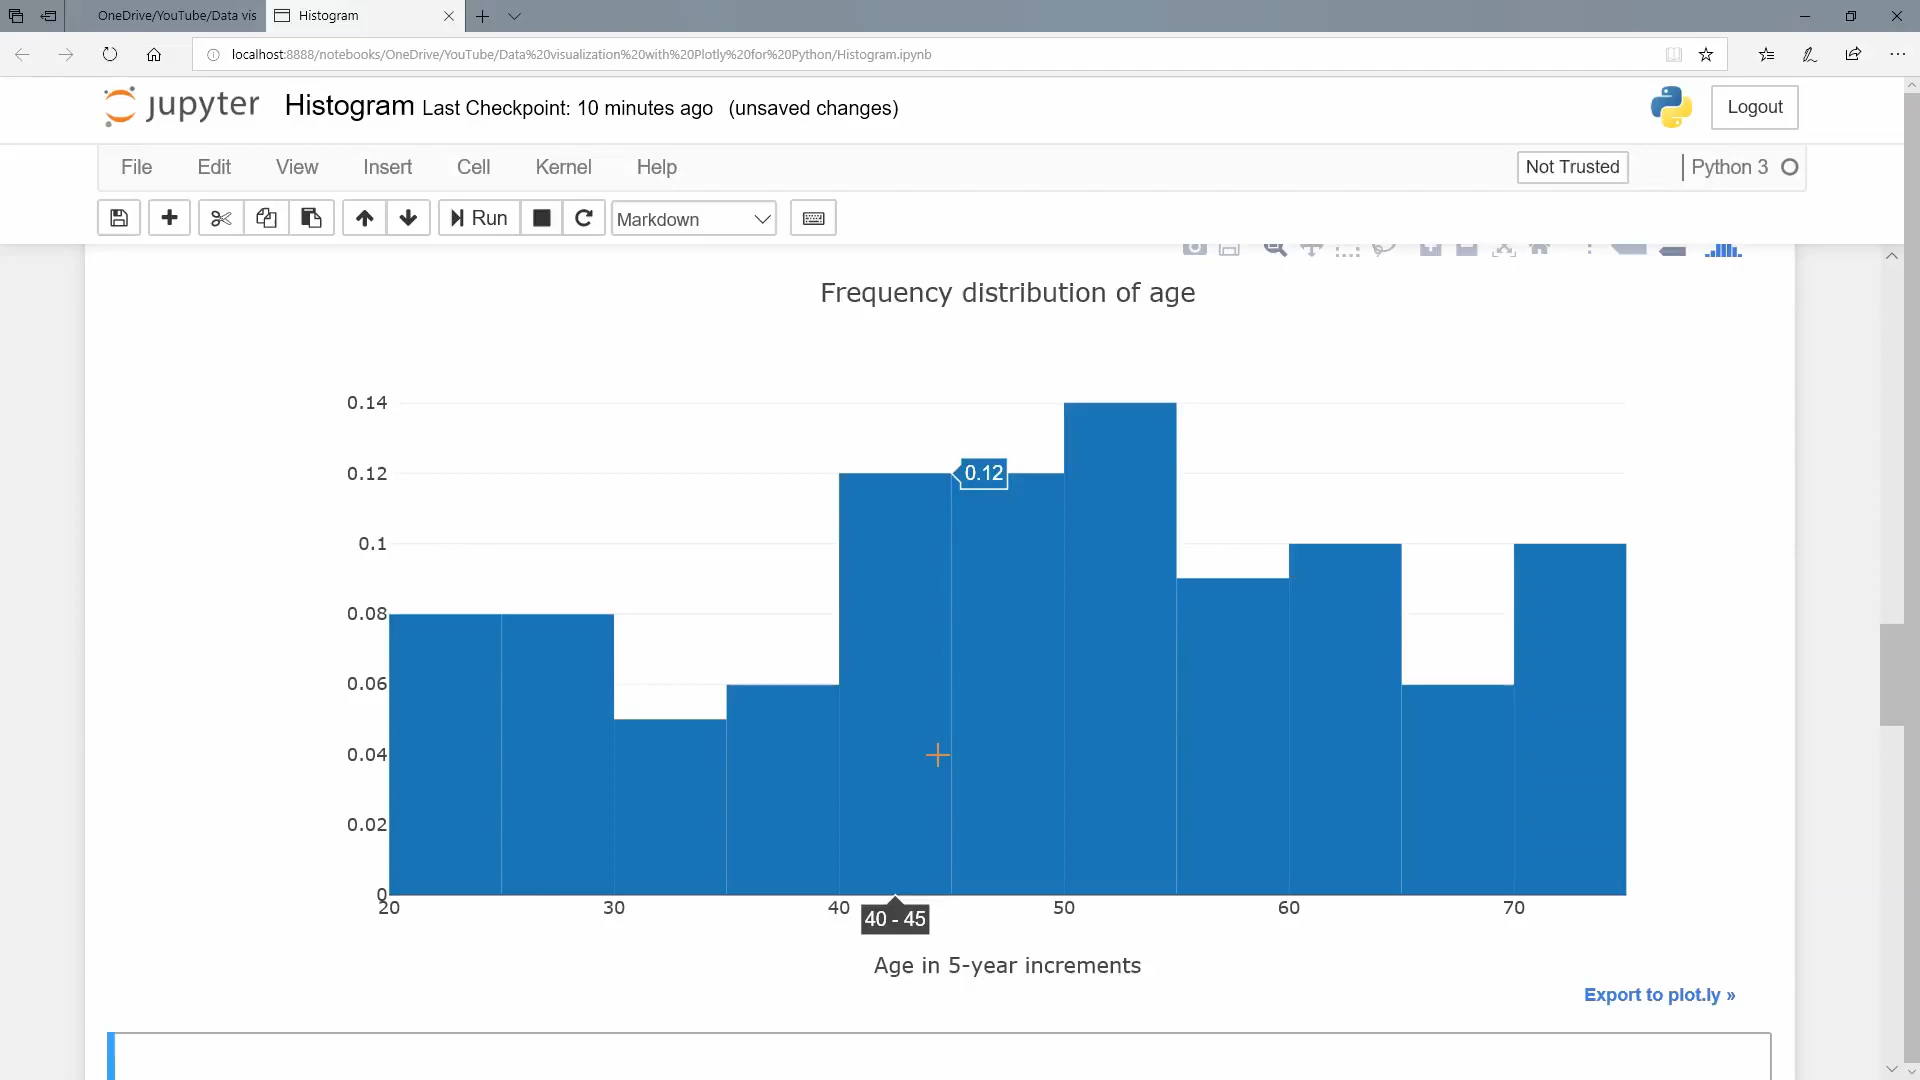 OneDrive/YouTube/Data vis
Histogram
localhost:8888/notebooks/OneDrive/YouTube/Data%20visualization%20with%20Plotly%20for%20Python/Histogram.ipynb
jupyter Histogram Last Checkpoint: 10 minutes ago (unsaved changes)
Logout
File Edit View Insert Cell Kernel Help
Not Trusted
Python 3
Run
Markdown
Frequency distribution of age
0.14
0.12
0.12
0.1
0.08
0.06
0.04
0.02
0
20 30 40 50 60 70
40 - 45
Age in 5-year increments
Export to plot.ly »